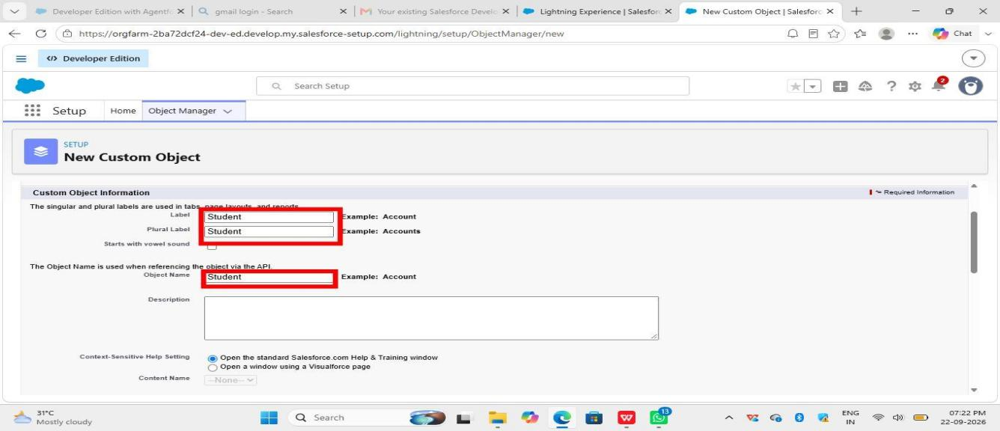 Developer Edition with Agentf
gmail login - Search
Your existing Salesforce Develo
Lightning Experience | Salesforc
New Custom Object | Salesforc
https://orgfarm-2ba72dcf24-dev-ed.develop.my.salesforce-setup.com/lightning/setup/ObjectManager/new
Chat
</> Developer Edition
Search Setup
2
Setup
Home
Object Manager
SETUP
New Custom Object
Custom Object Information
= Required Information
The singular and plural labels are used in tabs, page layouts, and reports.
Label Student Example: Account
Plural Label Student Example: Accounts
Starts with vowel sound
The Object Name is used when referencing the object via the API.
Object Name Student Example: Account
Description
Context-Sensitive Help Setting Open the standard Salesforce.com Help & Training window
Open a window using a Visualforce page
Content Name --None--
31°C
Mostly cloudy
Search
13
ENG
IN
07:22 PM
22-09-2026